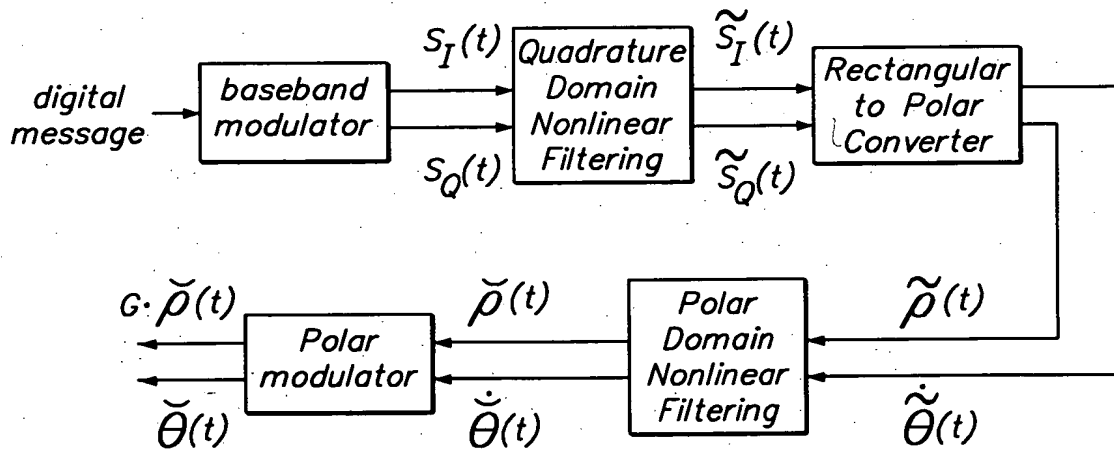 digital
message
baseband
modulator
S_I(t)
S_Q(t)
Quadrature
Domain
Nonlinear
Filtering
S̃_I(t)
S̃_Q(t)
Rectangular
to Polar
Converter
G·ρ̆(t)
θ̆(t)
Polar
modulator
ρ̆(t)
θ̆̇(t)
Polar
Domain
Nonlinear
Filtering
ρ̃(t)
θ̃̇(t)